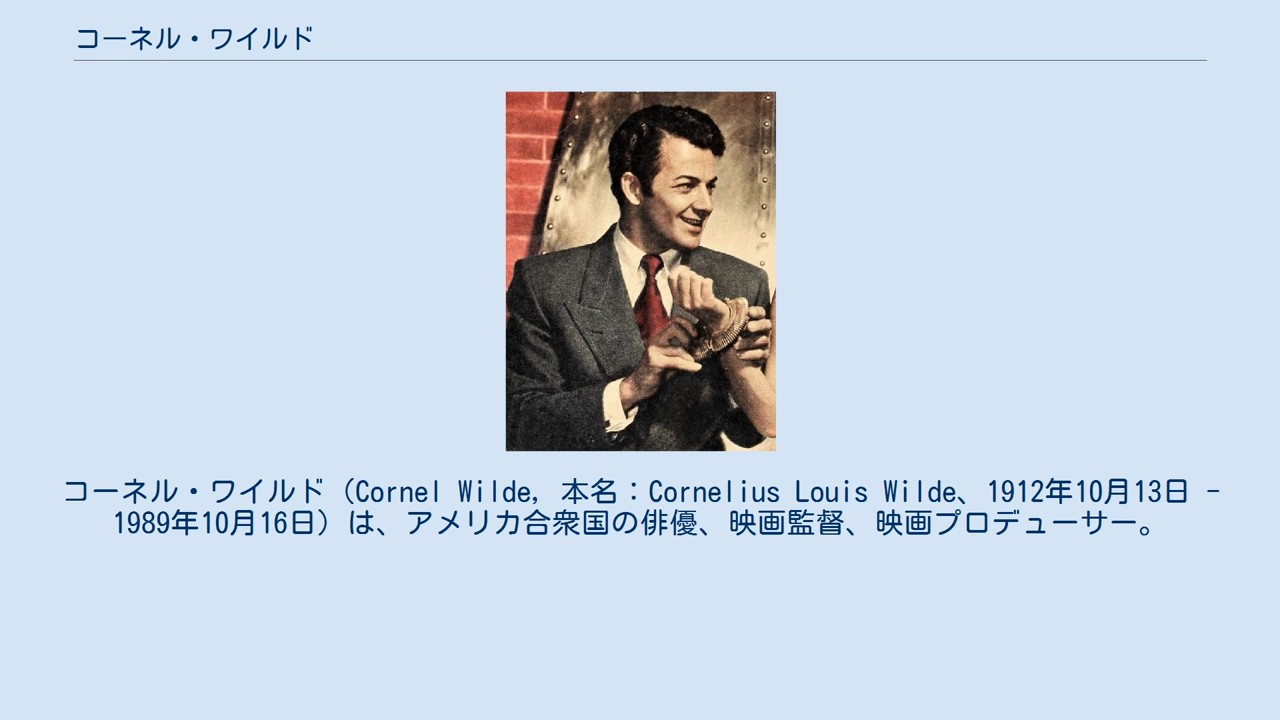 コーネル・ワイルド
コーネル・ワイルド（Cornel Wilde, 本名：Cornelius Louis Wilde、1912年10月13日 -
1989年10月16日）は、アメリカ合衆国の俳優、映画監督、映画プロデューサー。